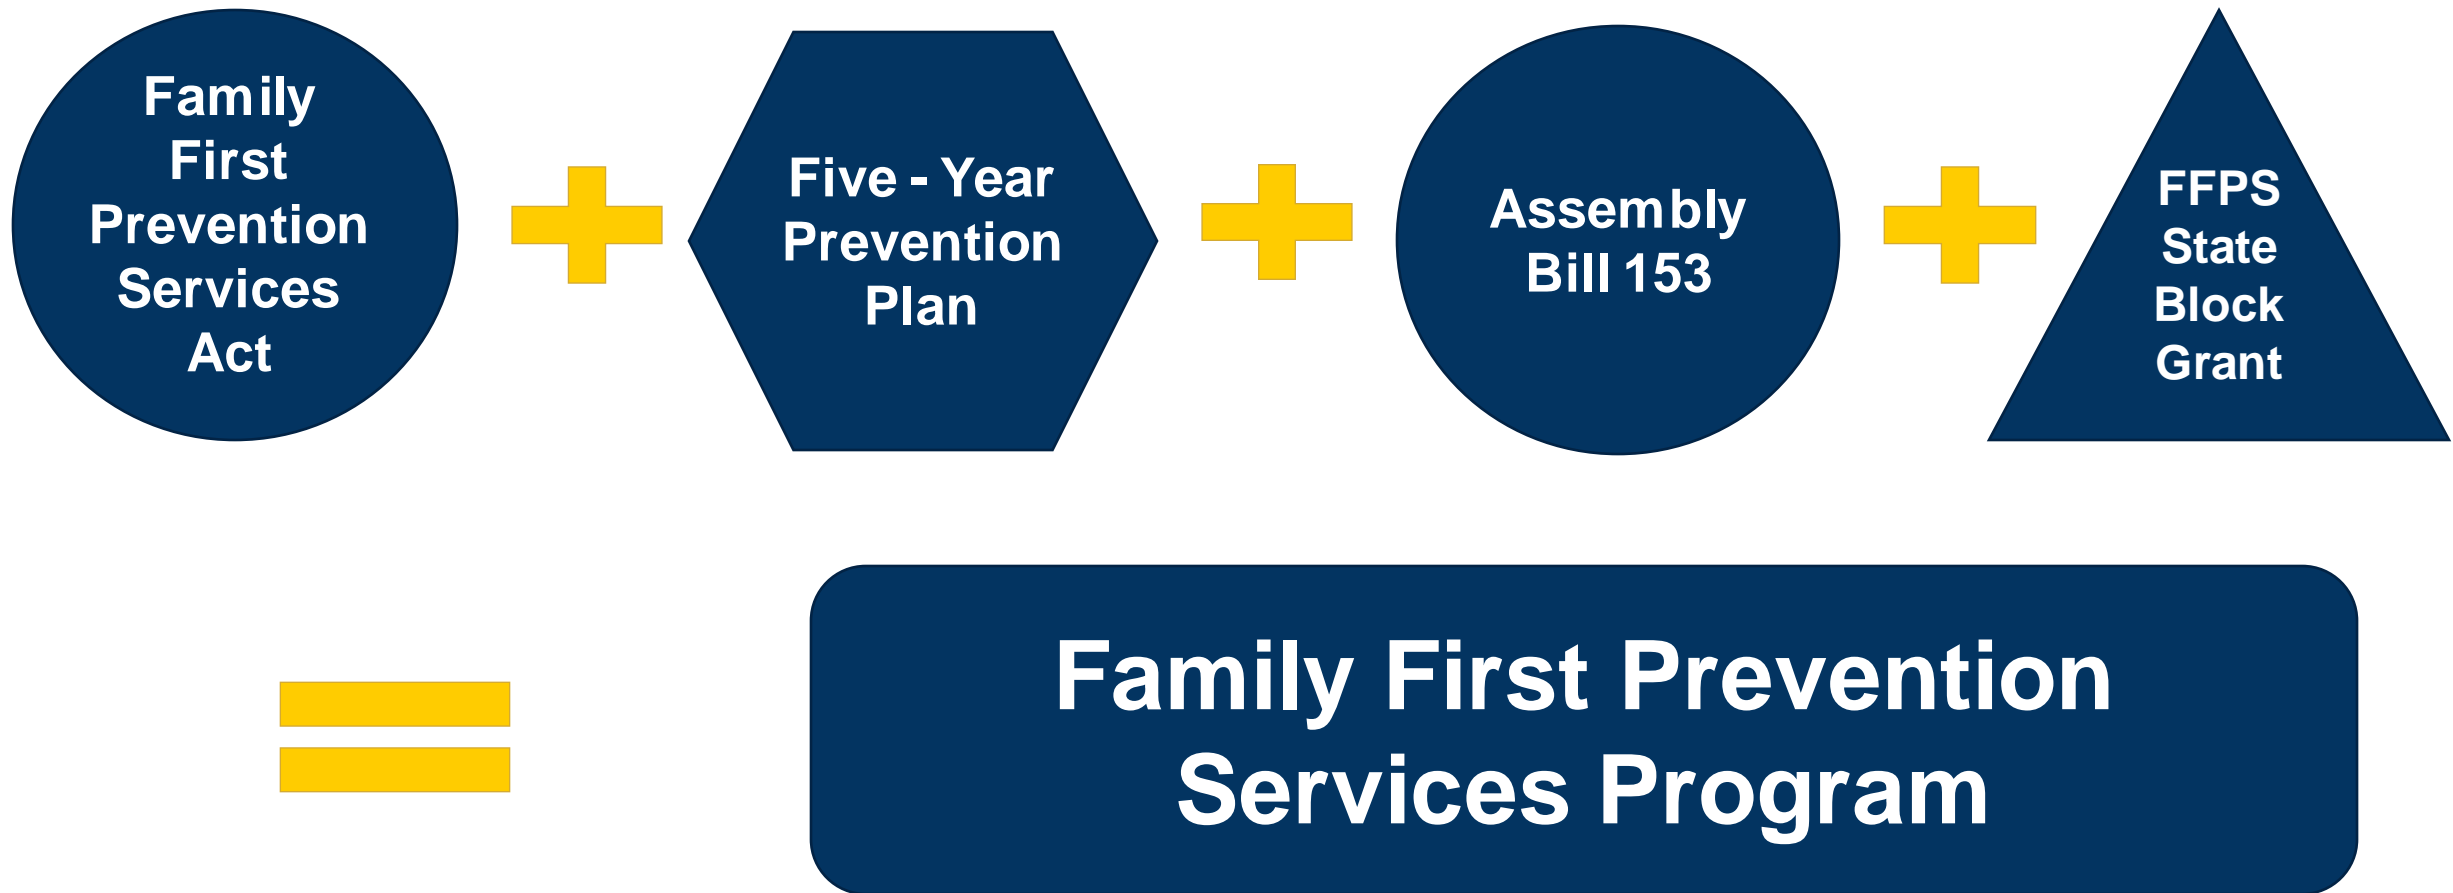 Family
First
Prevention
Services
Act
Five - Year
Prevention
Plan
Assembly
Bill 153
FFPS
State
Block
Grant
Family First Prevention
Services Program